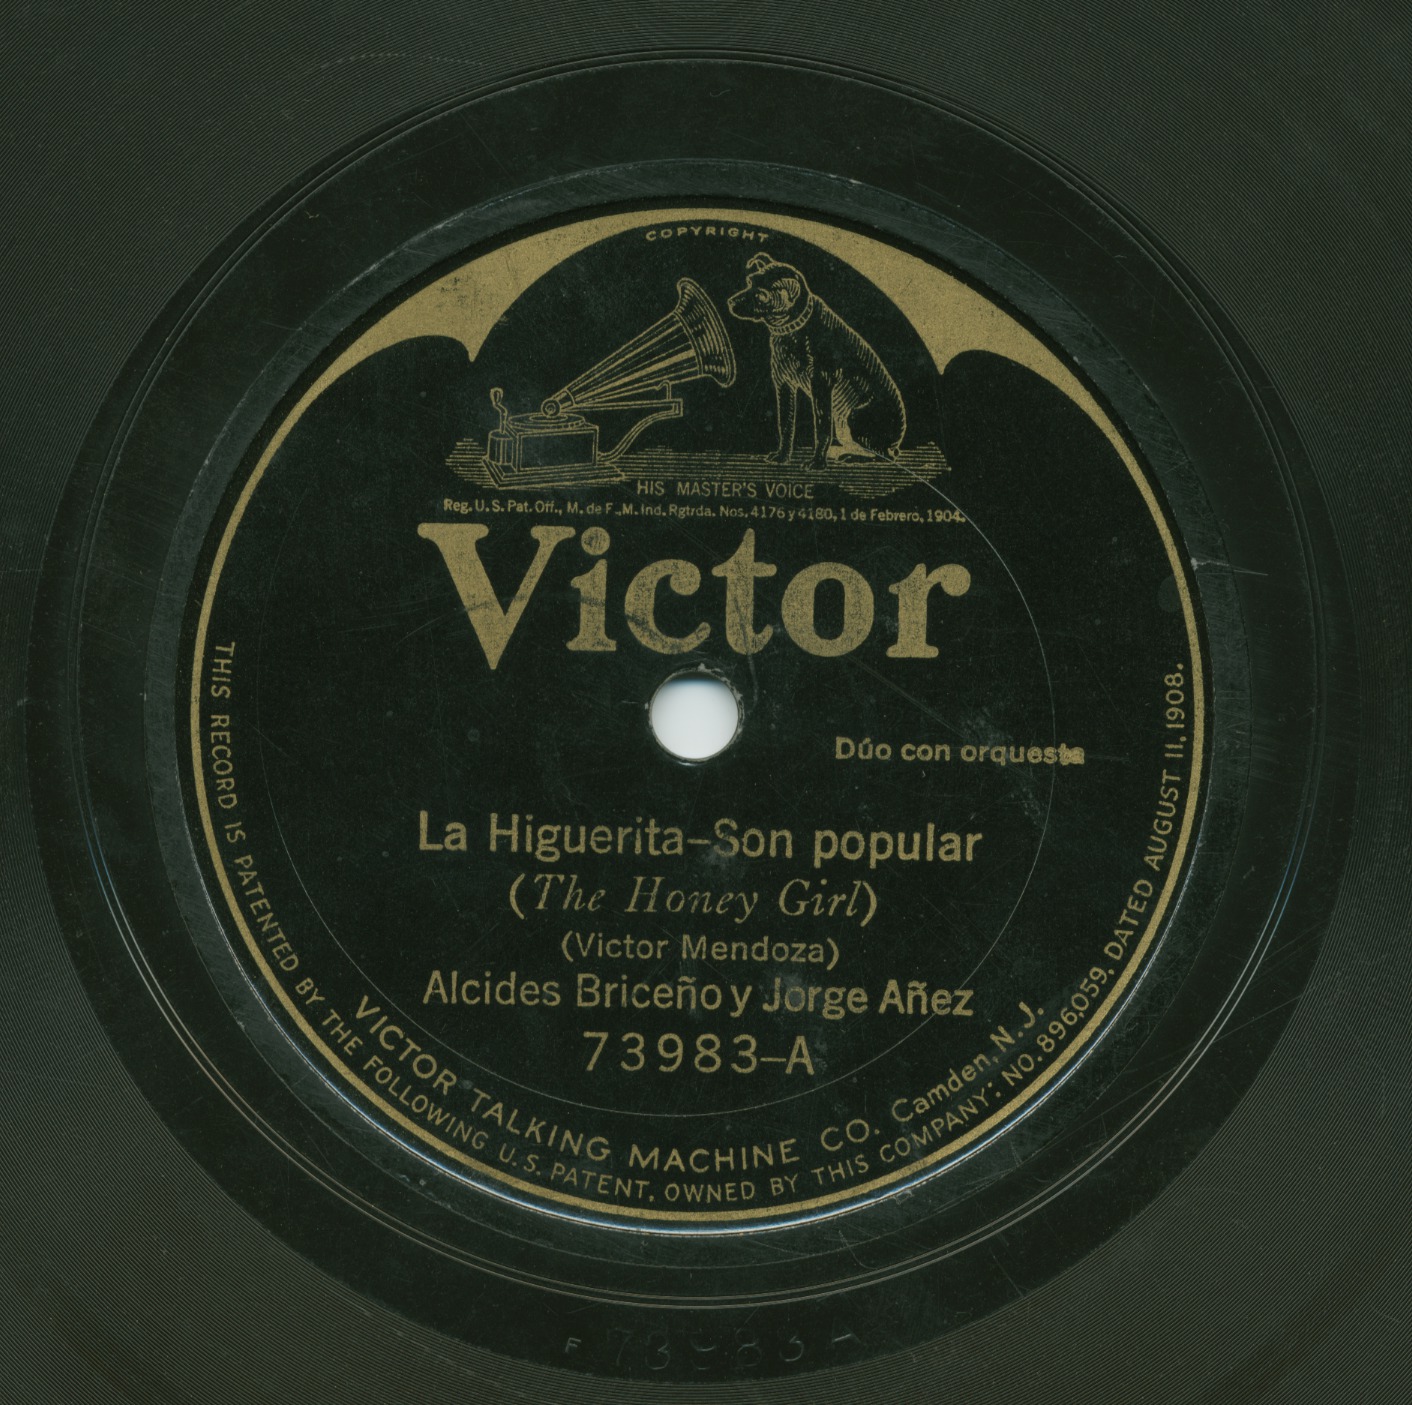 COPYRIGHT
HIS MASTER'S VOICE
Reg. U. S. Pat. Off., M. de F., M. Ind. Rgtrda. Nos. 4176 y 4180, 1 de Febrero, 1904.
Victor
Dúo con orquesta
La Higuerita–Son popular
(The Honey Girl)
(Victor Mendoza)
Alcides Briceño y Jorge Añez
73983–A
VICTOR TALKING MACHINE CO. Camden, N. J.
THIS RECORD IS PATENTED BY THE FOLLOWING U. S. PATENT, OWNED BY THIS COMPANY: NO. 896,059, DATED AUGUST 11, 1908.
F 73983 –